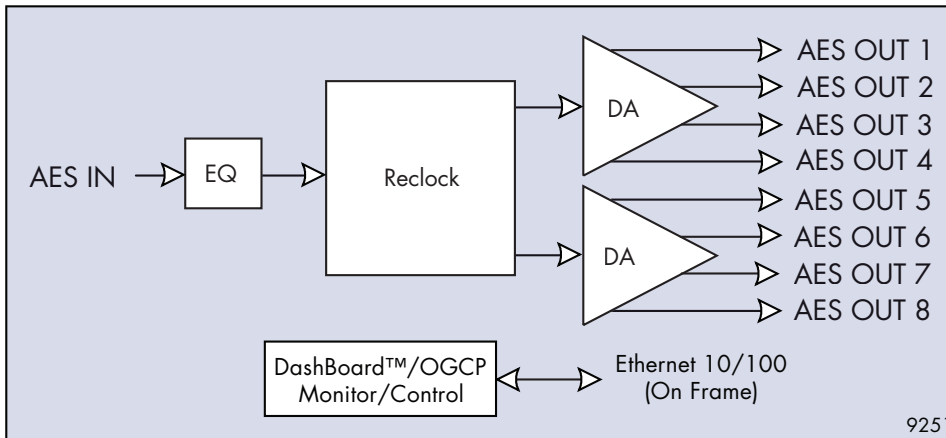 AES IN
EQ
Reclock
DA
AES OUT 1
AES OUT 2
AES OUT 3
AES OUT 4
DA
AES OUT 5
AES OUT 6
AES OUT 7
AES OUT 8
DashBoard™/OGCP
Monitor/Control
Ethernet 10/100
(On Frame)
9251